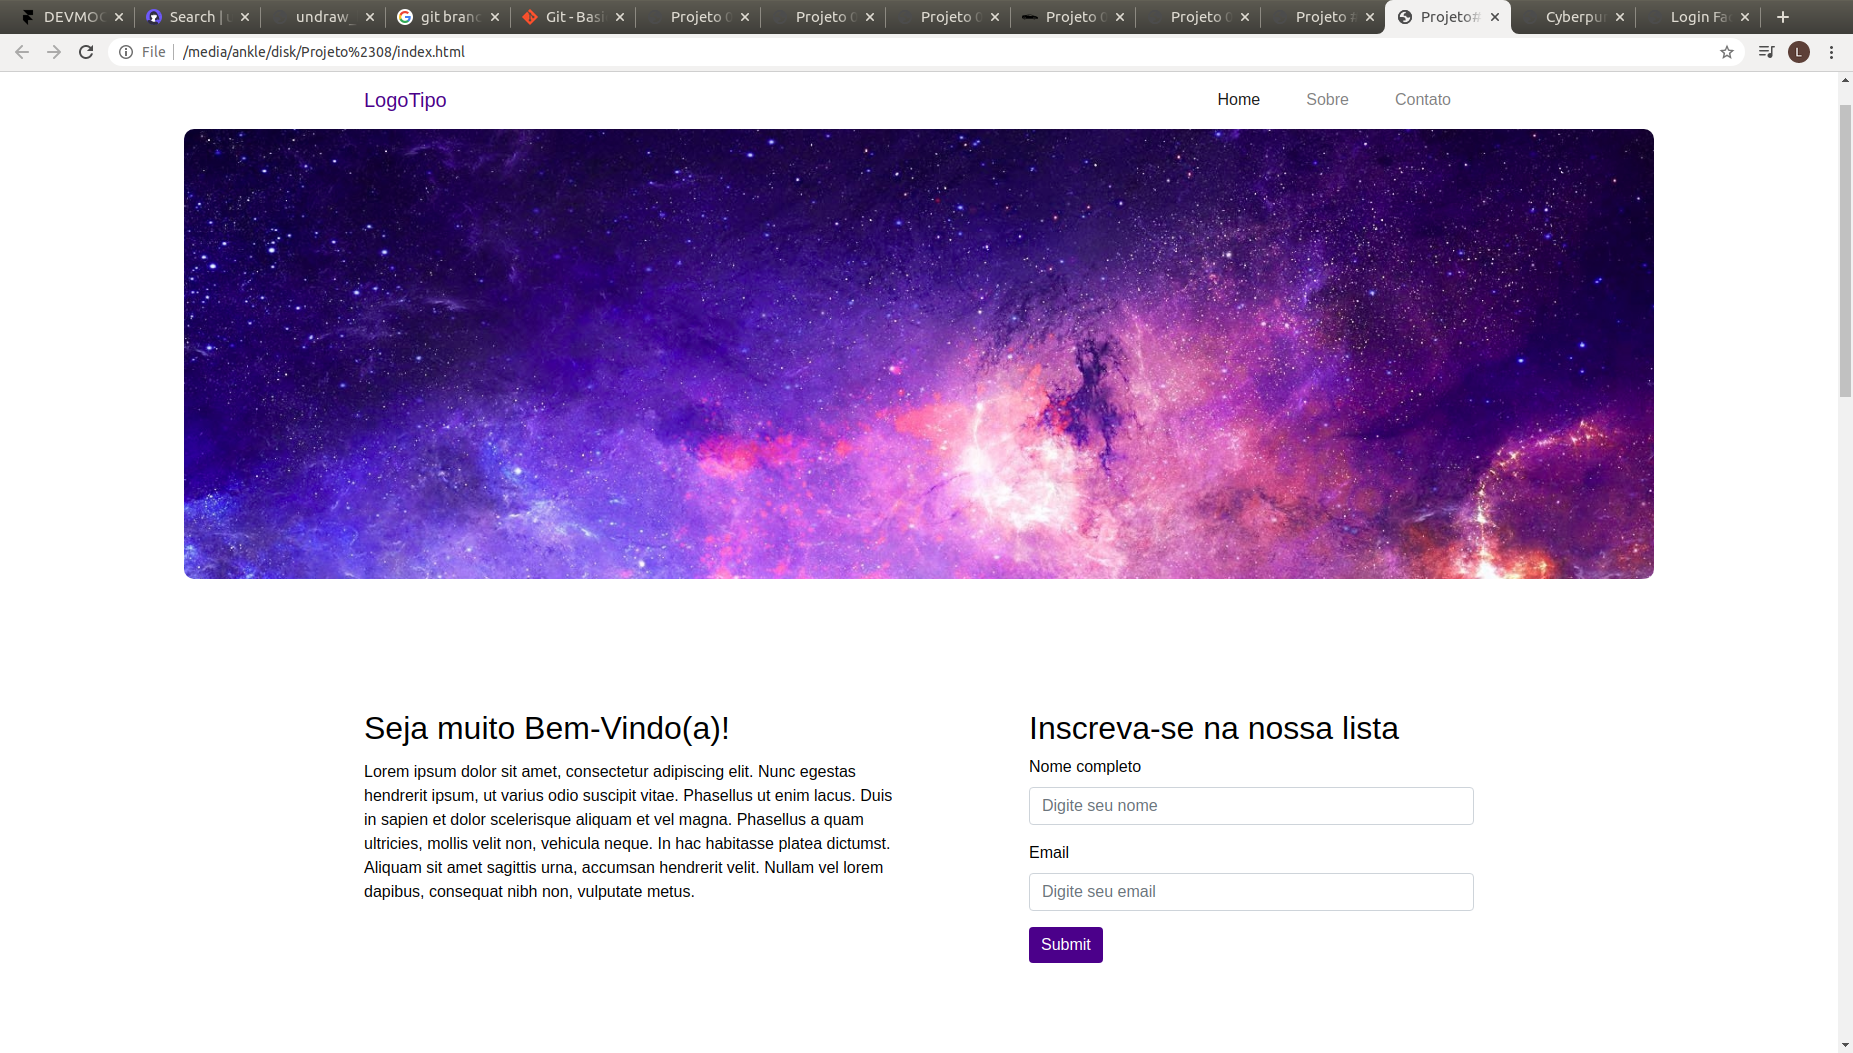 DEVMO
Search |
undraw_
git bran
Git - Bas
Projeto
Projeto
Projeto
Projeto
Projeto
Projeto
Projeto#
Cyberpu
Login Fa
File
/media/ankle/disk/Projeto%2308/index.html
L
LogoTipo
Home
Sobre
Contato
Seja muito Bem-Vindo(a)!
Lorem ipsum dolor sit amet, consectetur adipiscing elit. Nunc egestas
hendrerit ipsum, ut varius odio suscipit vitae. Phasellus ut enim lacus. Duis
in sapien et dolor scelerisque aliquam et vel magna. Phasellus a quam
ultricies, mollis velit non, vehicula neque. In hac habitasse platea dictumst.
Aliquam sit amet sagittis urna, accumsan hendrerit velit. Nullam vel lorem
dapibus, consequat nibh non, vulputate metus.
Inscreva-se na nossa lista
Nome completo
Digite seu nome
Email
Digite seu email
Submit